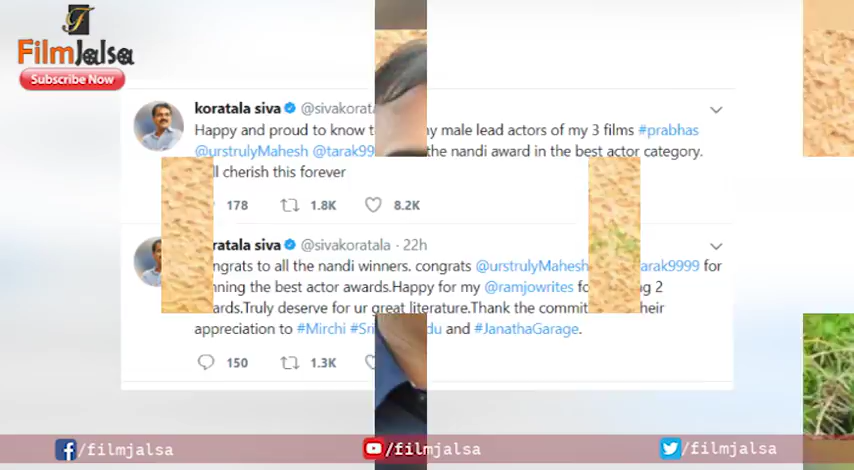 FilmJalsa
Subscribe Now
koratala siva @sivakorata
Happy and proud to know ny male lead actors of my 3 films #prabhas
@urstrulyMahesh @tarak99 the nandi award in the best actor category.
ll cherish this forever
178 1.8K 8.2K
ratala siva @sivakoratala · 22h
ngrats to all the nandi winners. congrats @urstrulyMahesh arak9999 for
nning the best actor awards.Happy for my @ramjowrites fo g 2
ards.Truly deserve for ur great literature.Thank the commit heir
appreciation to #Mirchi #Sri du and #JanathaGarage.
150 1.3K
/filmjalsa /filmjalsa /filmjalsa